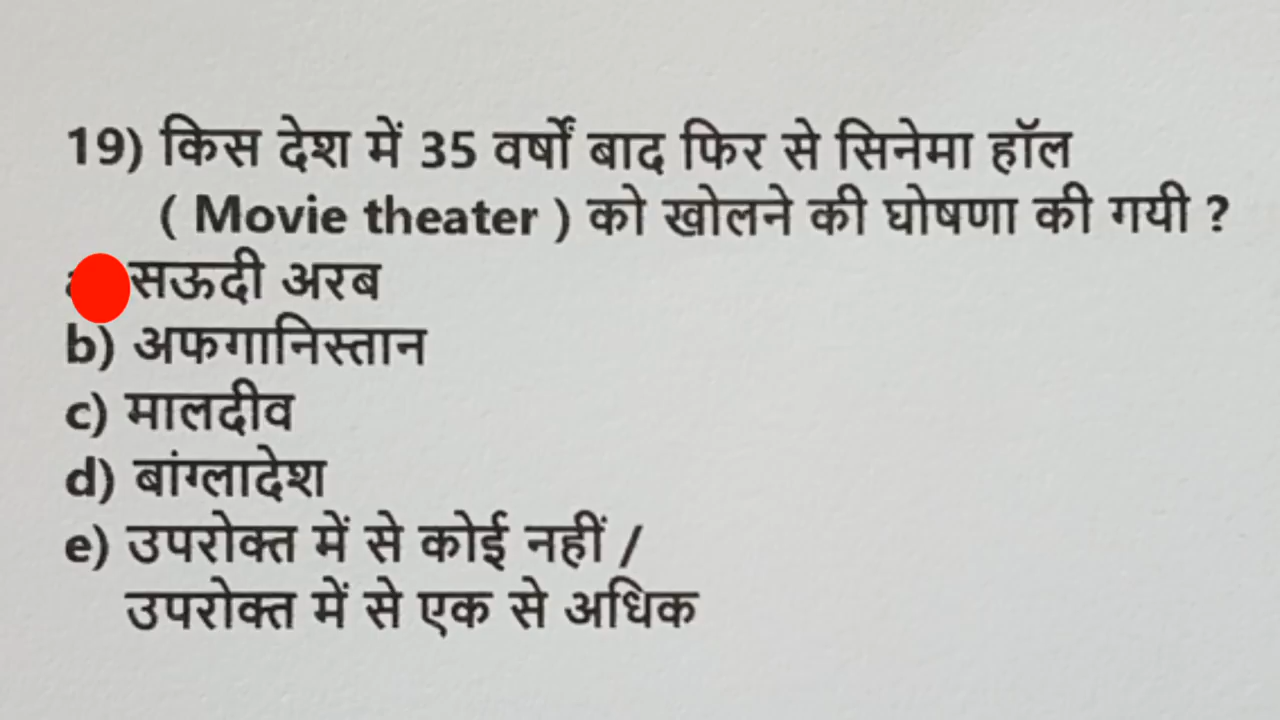 19) किस देश में 35 वर्षों बाद फिर से सिनेमा हॉल
( Movie theater ) को खोलने की घोषणा की गयी ?
सऊदी अरब
b) अफगानिस्तान
c) मालदीव
d) बांग्लादेश
e) उपरोक्त में से कोई नहीं /
उपरोक्त में से एक से अधिक